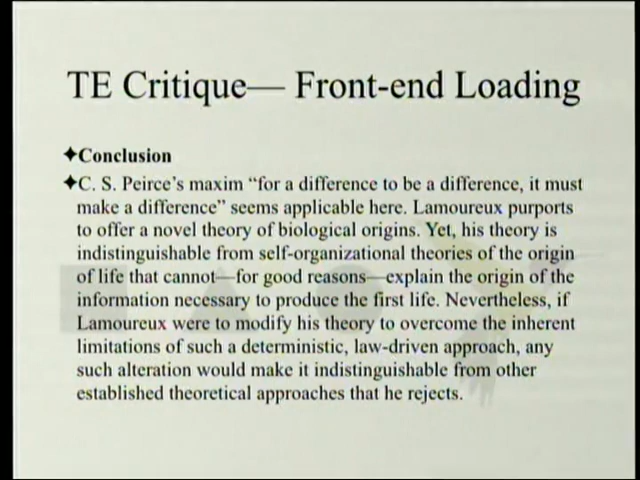 TE Critique— Front-end Loading
✦Conclusion
✦C. S. Peirce's maxim “for a difference to be a difference, it must
make a difference” seems applicable here. Lamoureux purports
to offer a novel theory of biological origins. Yet, his theory is
indistinguishable from self-organizational theories of the origin
of life that cannot—for good reasons—explain the origin of the
information necessary to produce the first life. Nevertheless, if
Lamoureux were to modify his theory to overcome the inherent
limitations of such a deterministic, law-driven approach, any
such alteration would make it indistinguishable from other
established theoretical approaches that he rejects.